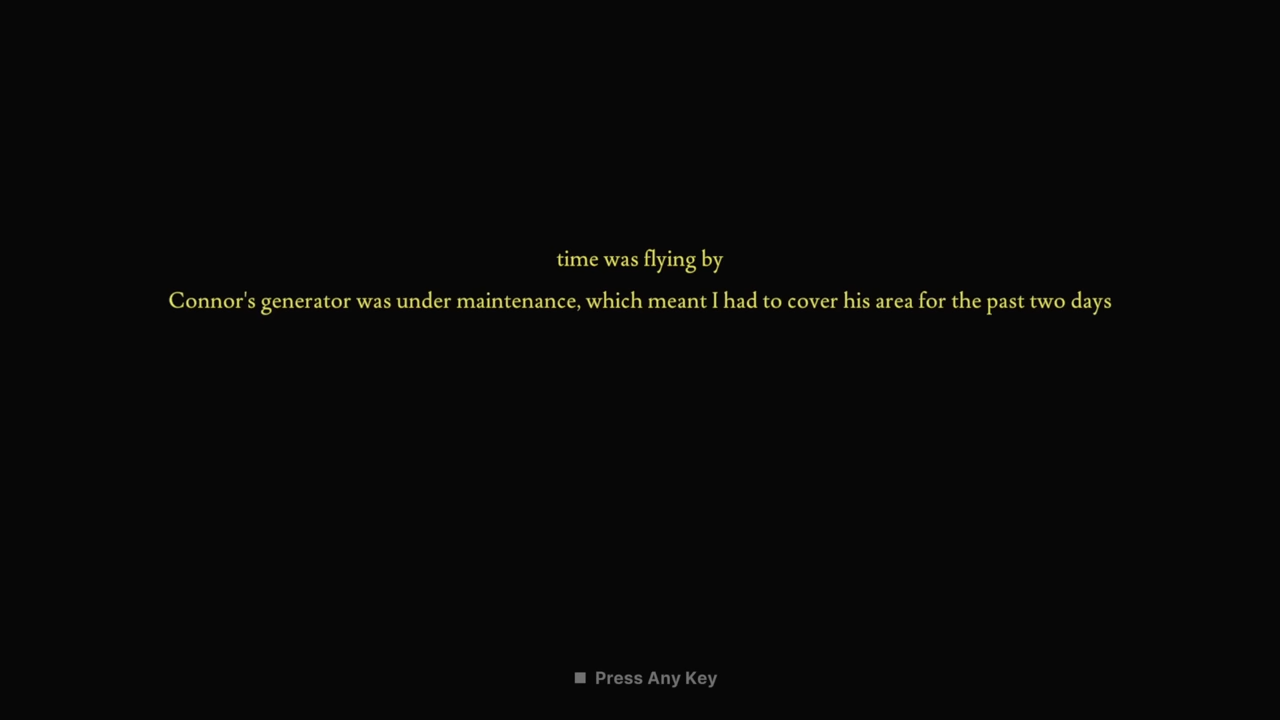 time was flying by
Connor's generator was under maintenance, which meant I had to cover his area for the past two days
Press Any Key